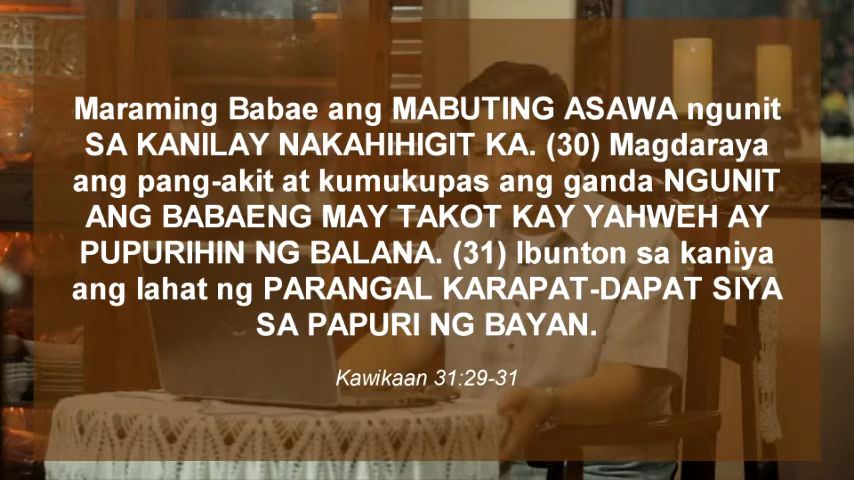 Maraming Babae ang MABUTING ASAWA ngunit
SA KANILAY NAKAHIHIGIT KA. (30) Magdaraya
ang pang-akit at kumukupas ang ganda NGUNIT
ANG BABAENG MAY TAKOT KAY YAHWEH AY
PUPURIHIN NG BALANA. (31) Ibunton sa kaniya
ang lahat ng PARANGAL KARAPAT-DAPAT SIYA
SA PAPURI NG BAYAN.
Kawikaan 31:29-31